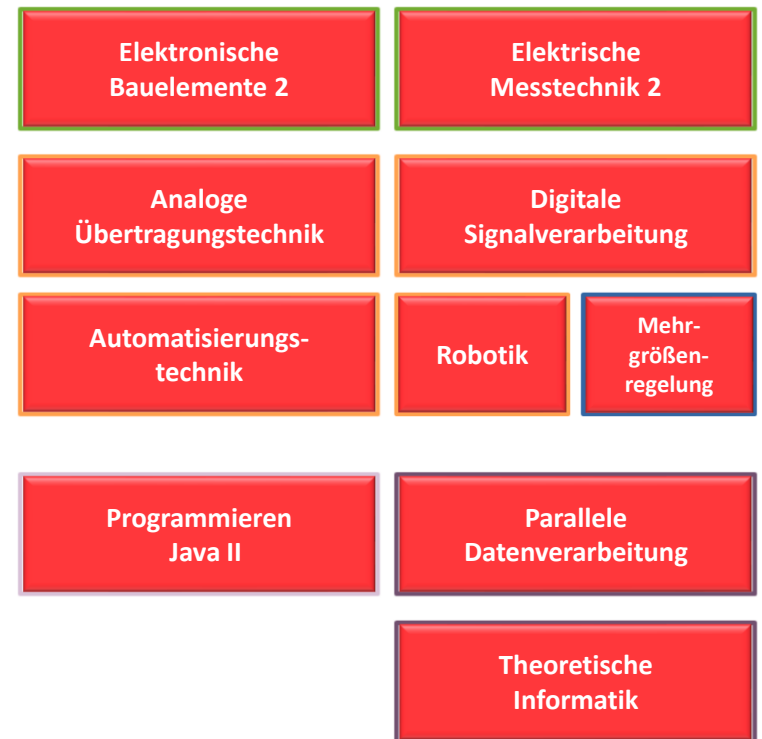 Elektronische
Bauelemente 2
Elektrische
Messtechnik 2
Analoge
Übertragungstechnik
Digitale
Signalverarbeitung
Automatisierungs-
technik
Robotik
Mehr-
größen-
regelung
Programmieren
Java II
Parallele
Datenverarbeitung
Theoretische
Informatik